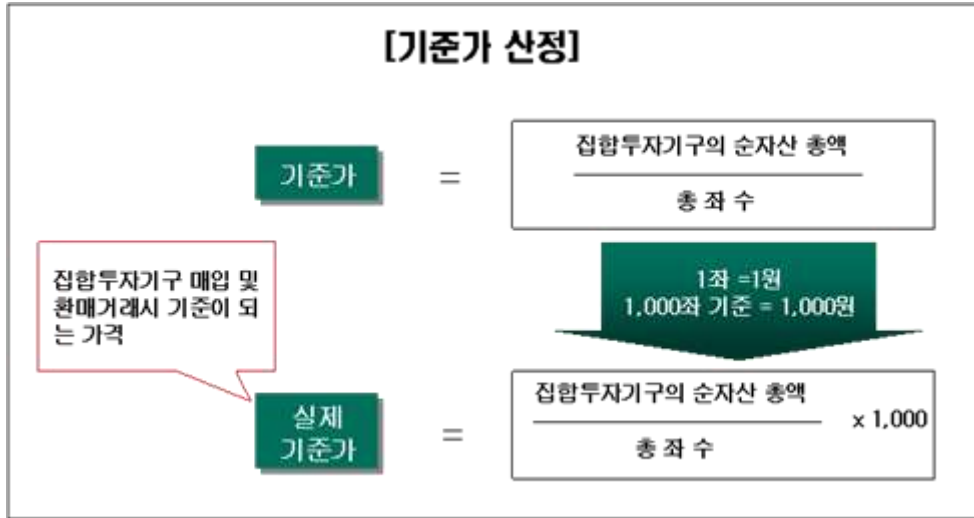 [기준가 산정]
기준가
=
집합투자기구의 순자산 총액
총 좌 수
집합투자기구 매입 및
환매거래시 기준이 되
는 가격
1좌 =1원
1,000좌 기준 = 1,000원
실제
기준가
=
집합투자기구의 순자산 총액
총 좌 수
x 1,000